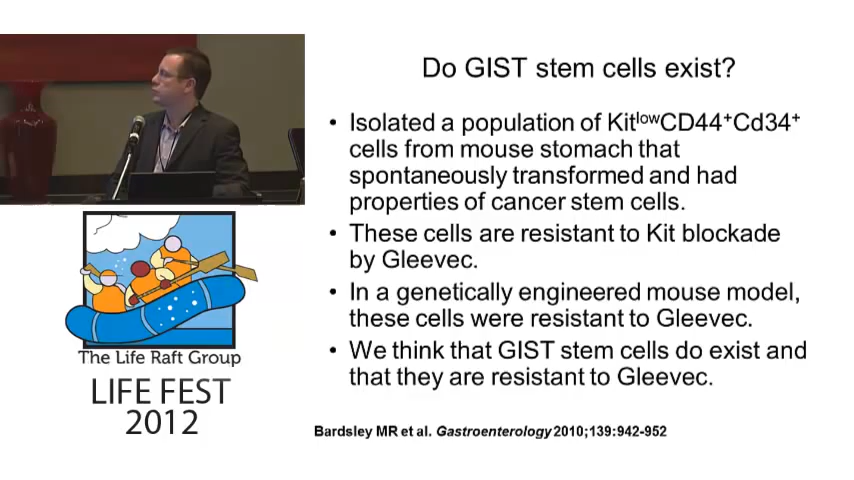 Do GIST stem cells exist?
• Isolated a population of KitlowCD44+Cd34+
cells from mouse stomach that
spontaneously transformed and had
properties of cancer stem cells.
• These cells are resistant to Kit blockade
by Gleevec.
• In a genetically engineered mouse model,
these cells were resistant to Gleevec.
• We think that GIST stem cells do exist and
that they are resistant to Gleevec.
Bardsley MR et al. Gastroenterology 2010;139:942-952
The Life Raft Group
LIFE FEST
2012